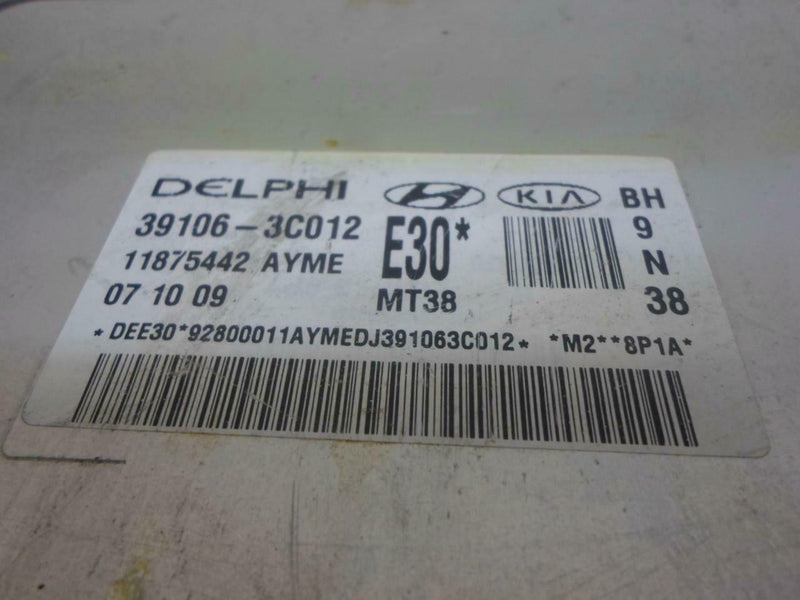 DELPHI KIA BH
39106-3C012 E30* 9
11875442 AYME N
07 10 09 MT38 38
*DEE30*92800011AYMEDJ391063C012* *M2**8P1A*